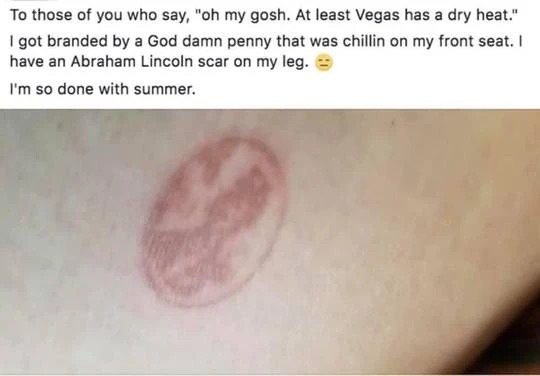 To those of you who say, "oh my gosh. At least Vegas has a dry heat."
I got branded by a God damn penny that was chillin on my front seat. I
have an Abraham Lincoln scar on my leg. 😑
I'm so done with summer.